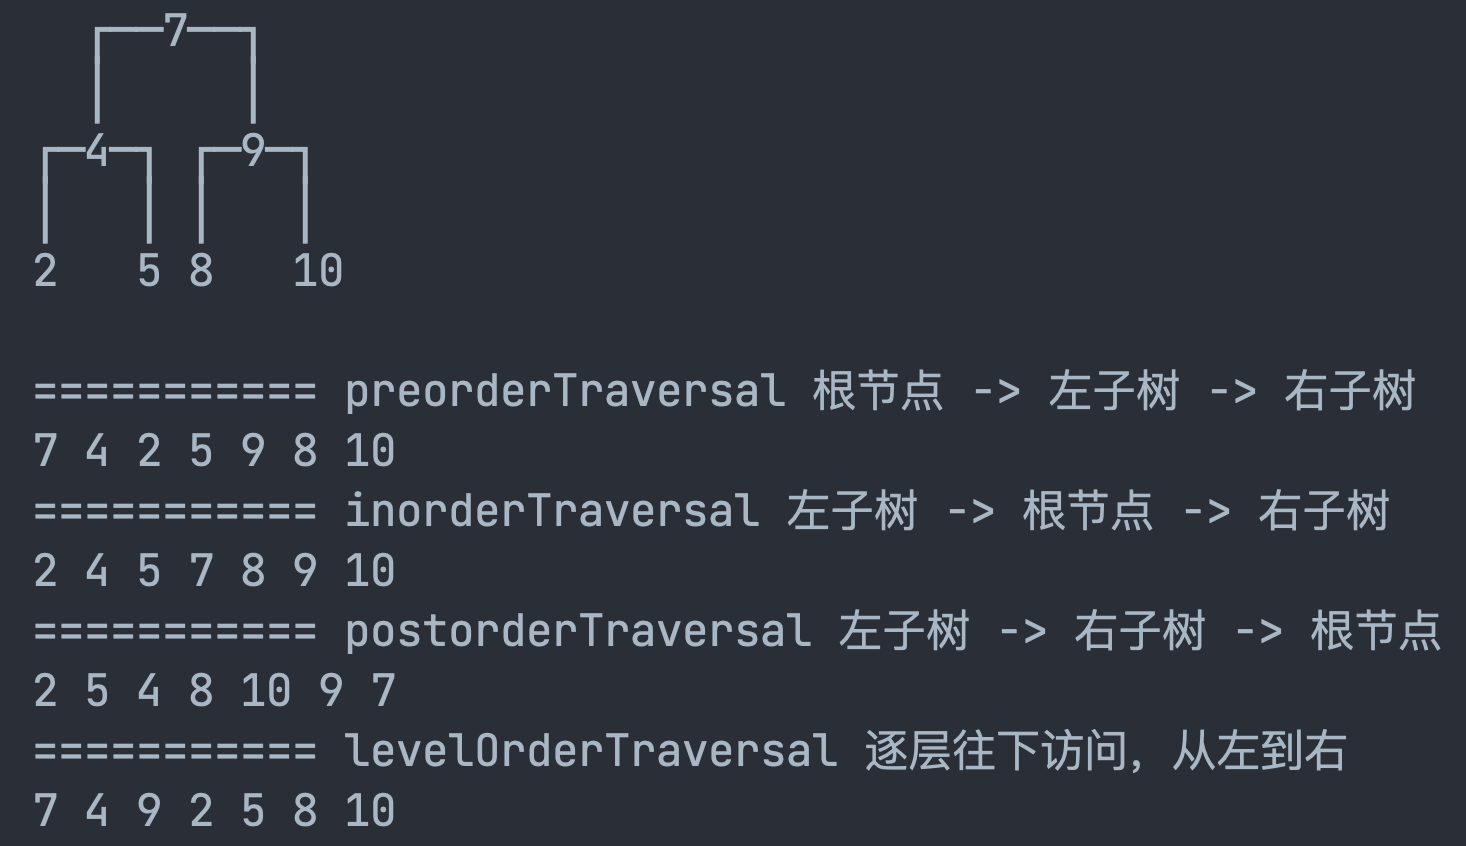 ┌──7──┐
┌─4─┐ ┌─9─┐
2   5 8   10
=========== preorderTraversal 根节点 -> 左子树 -> 右子树
7 4 2 5 9 8 10
=========== inorderTraversal 左子树 -> 根节点 -> 右子树
2 4 5 7 8 9 10
=========== postorderTraversal 左子树 -> 右子树 -> 根节点
2 5 4 8 10 9 7
=========== levelOrderTraversal 逐层往下访问，从左到右
7 4 9 2 5 8 10